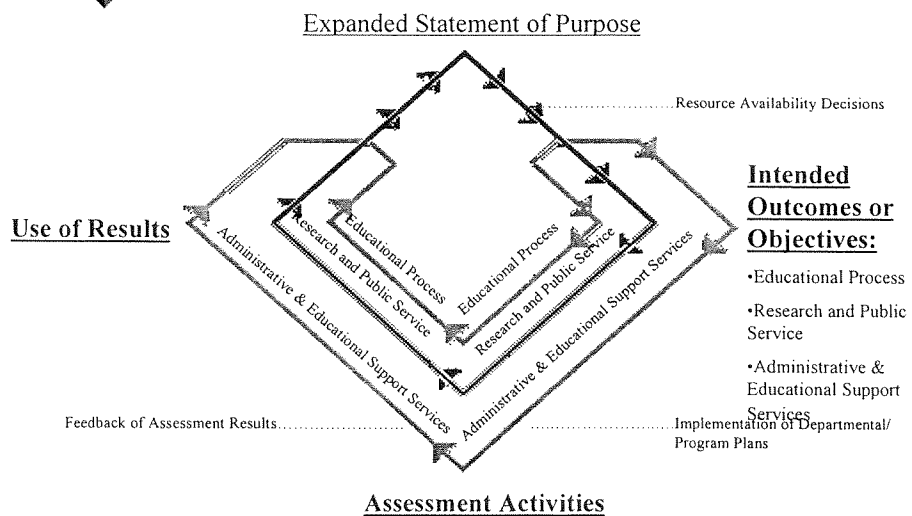 Expanded Statement of Purpose
Resource Availability Decisions
Use of Results
Intended
Outcomes or
Objectives:
•Educational Process
•Research and Public
Service
•Administrative &
Educational Support
Services
Educational Process
Research and Public Service
Administrative & Educational Support Services
Educational Process
Research and Public Service
Administrative & Educational Support Services
Feedback of Assessment Results
Implementation of Departmental/
Program Plans
Assessment Activities